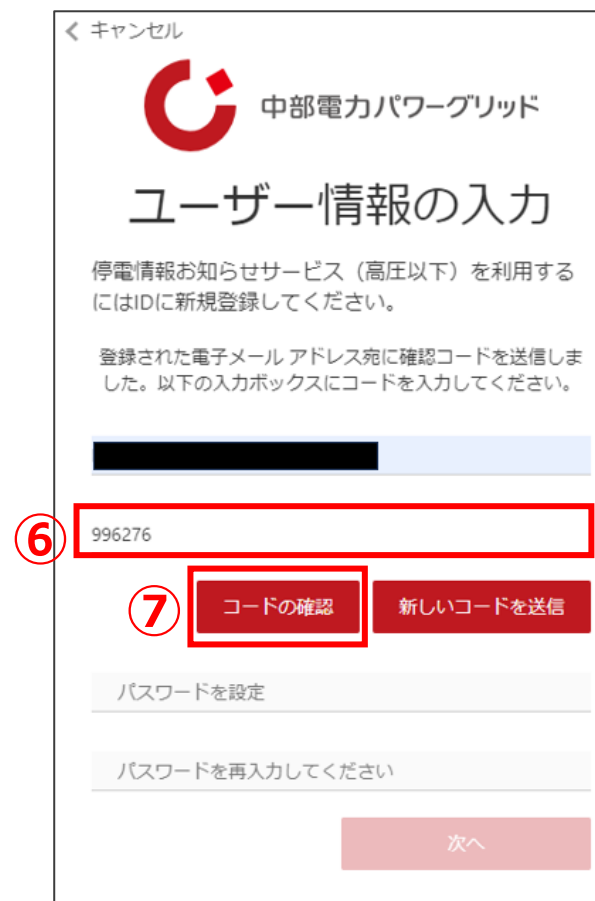 キャンセル
中部電力パワーグリッド
ユーザー情報の入力
停電情報お知らせサービス（高圧以下）を利用する
にはIDに新規登録してください。
登録された電子メール アドレス宛に確認コードを送信しま
した。以下の入力ボックスにコードを入力してください。
⑥
996276
⑦
コードの確認
新しいコードを送信
パスワードを設定
パスワードを再入力してください
次へ